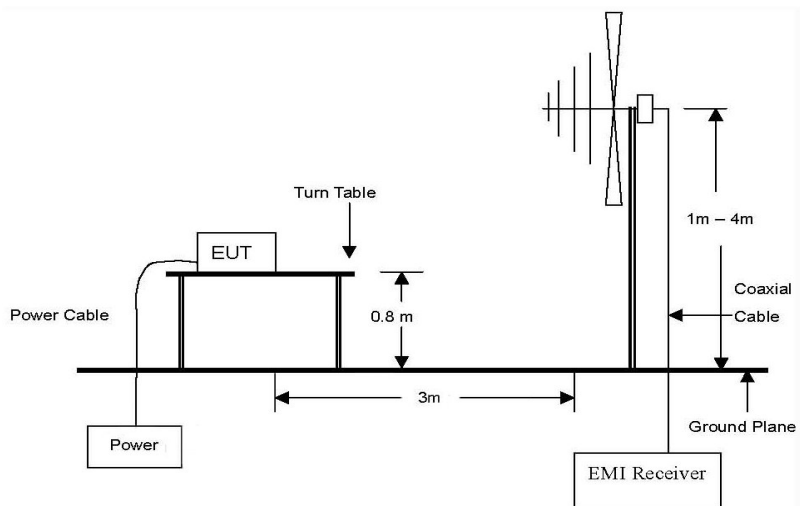 Turn Table
1m – 4m
EUT
Coaxial
Cable
Power Cable
0.8 m
3m
Ground Plane
Power
EMI Receiver